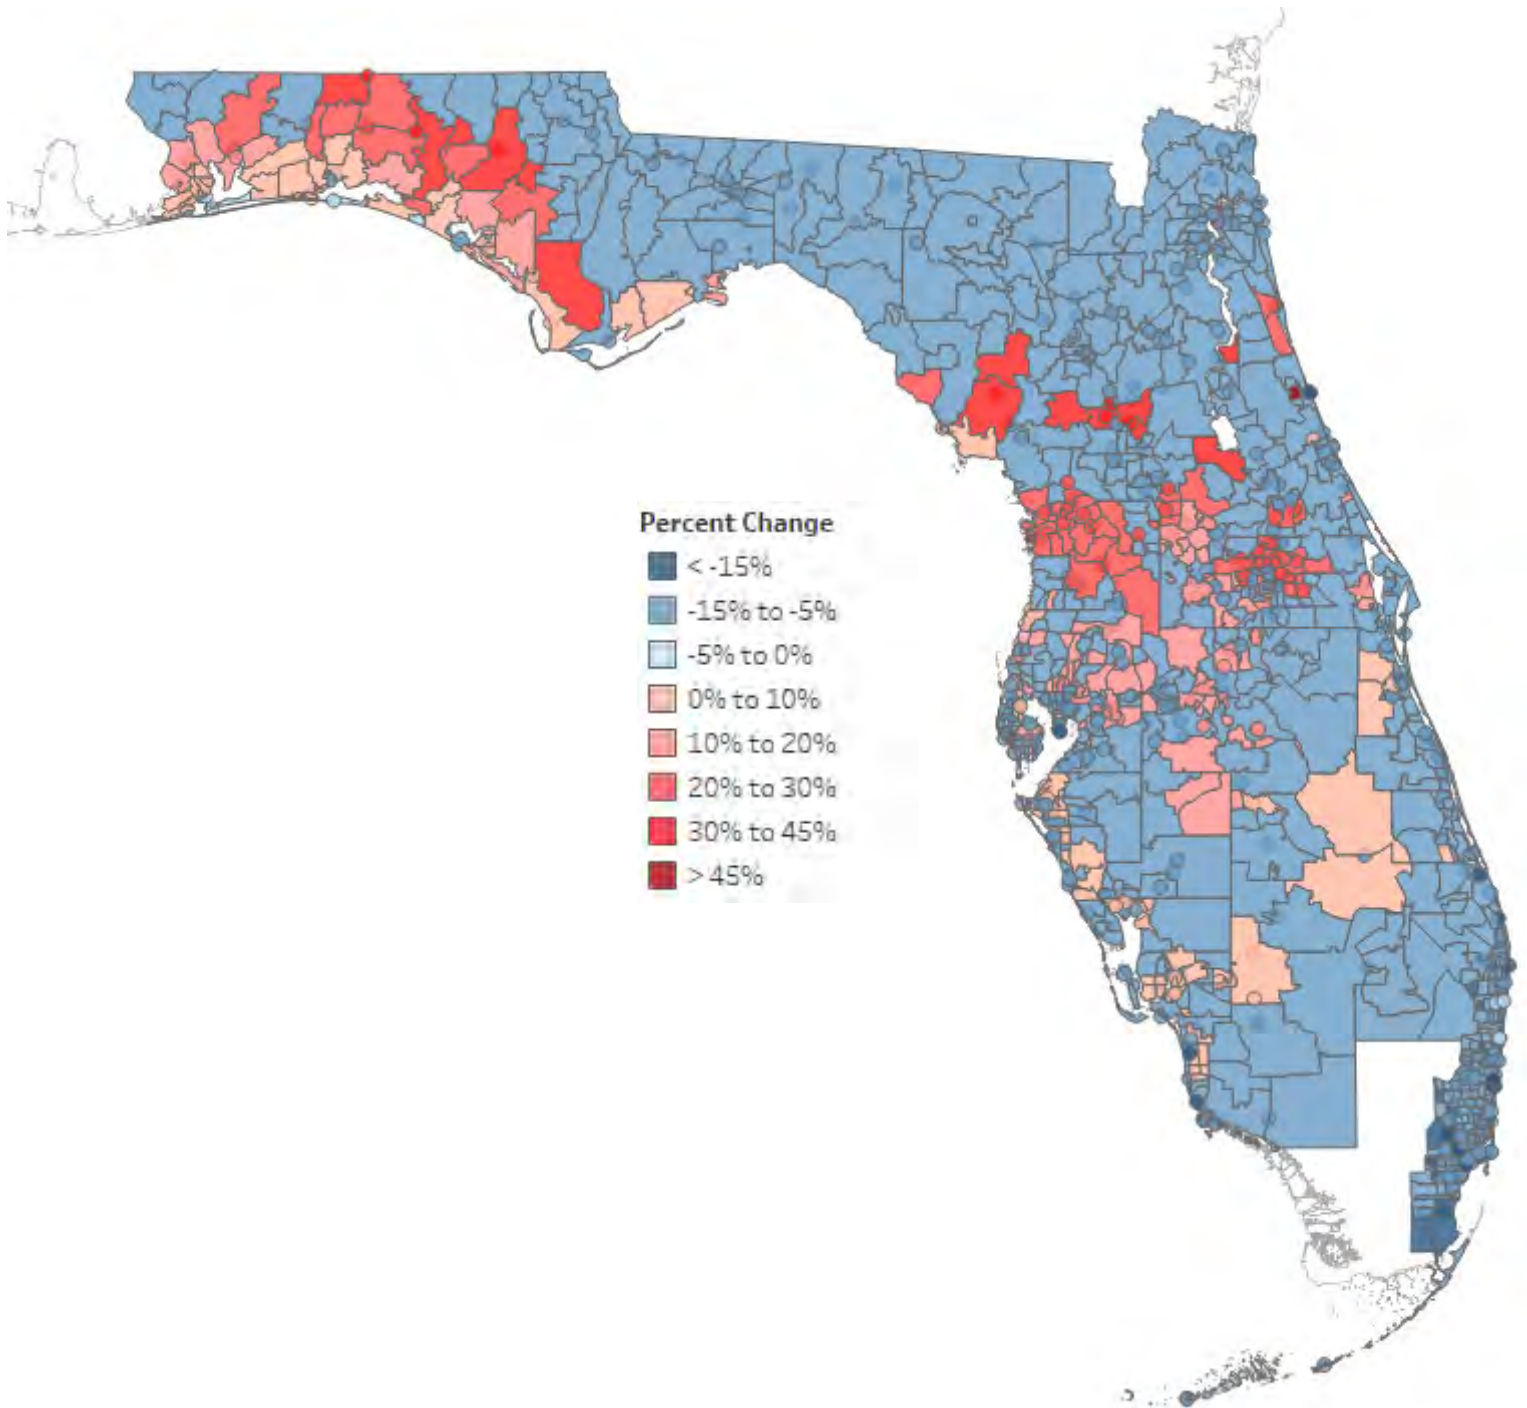 Percent Change
< -15%
-15% to -5%
-5% to 0%
0% to 10%
10% to 20%
20% to 30%
30% to 45%
> 45%